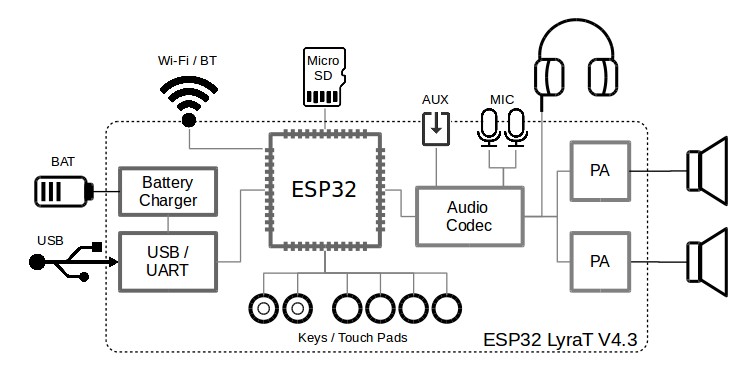 Wi-Fi / BT
Micro
SD
AUX
MIC
BAT
Battery
Charger
ESP32
PA
Audio
Codec
USB
USB /
UART
PA
Keys / Touch Pads
ESP32 LyraT V4.3